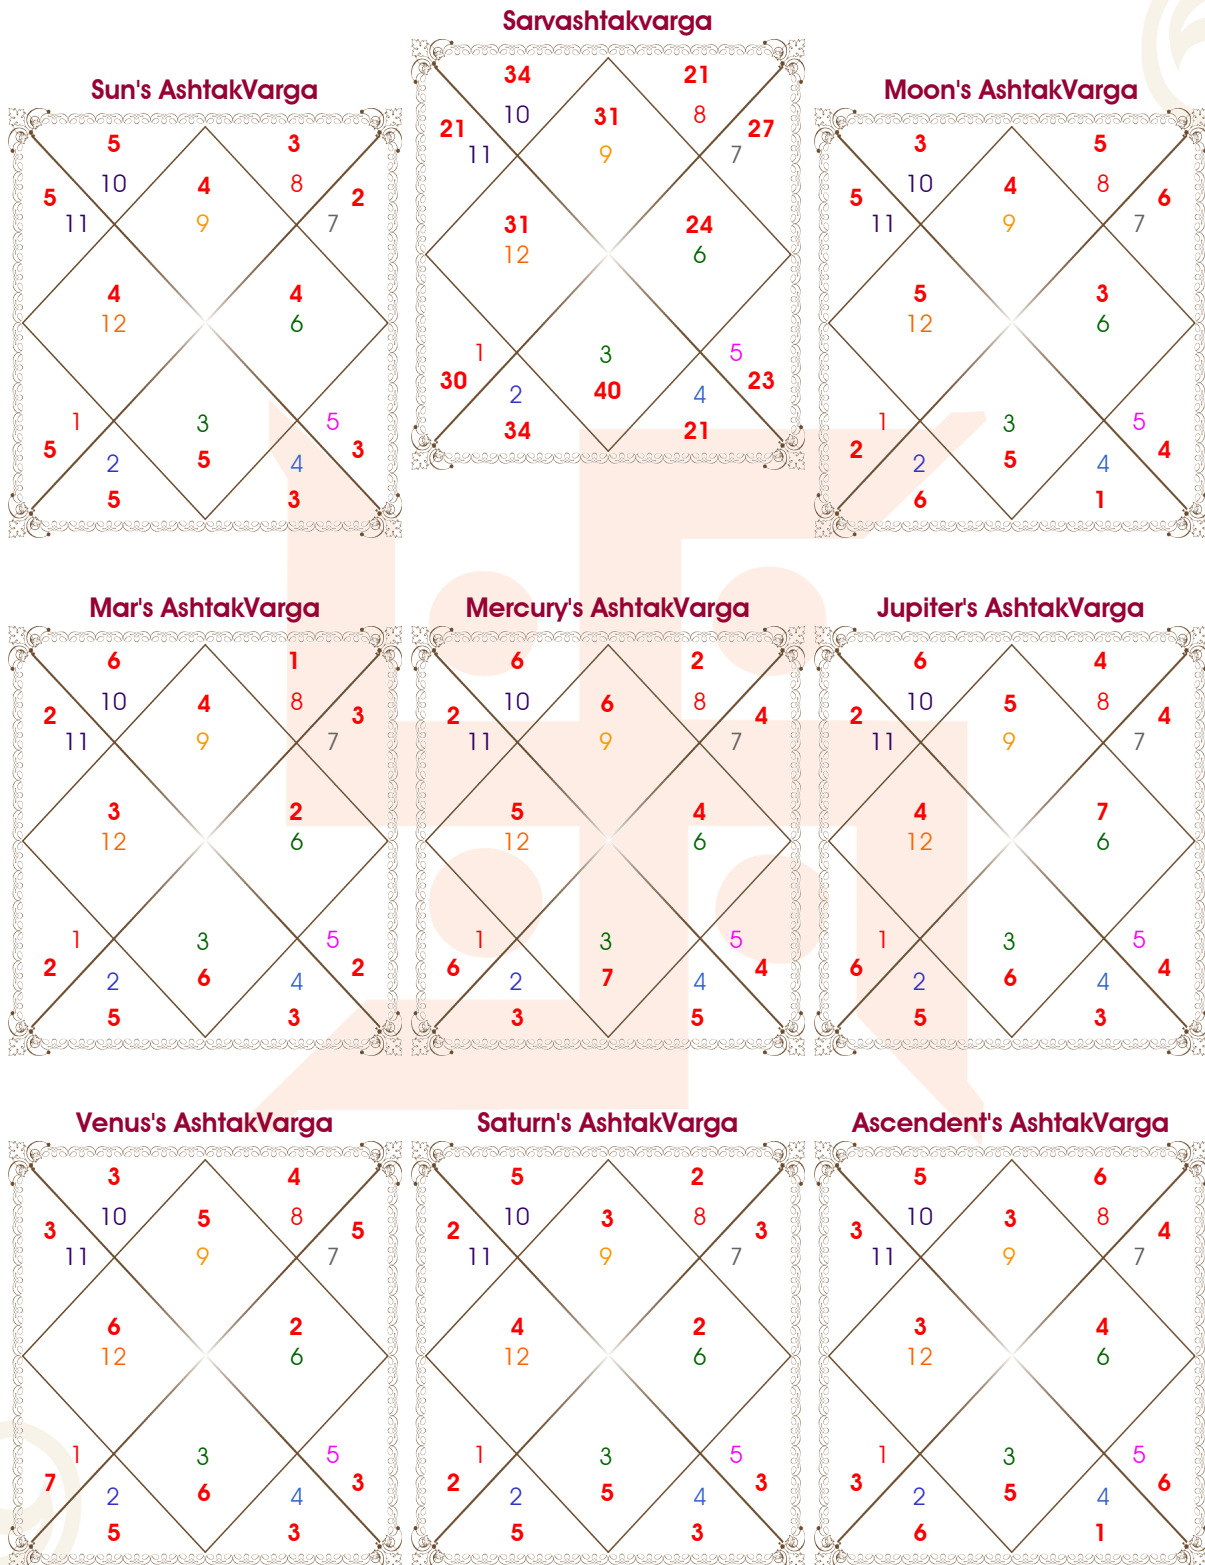 Sarvashtakvarga
34 21
10 31 8
21 27
11 9 7
31 24
12 6
1 3 5
30 40 23
2 4
34 21
Sun's AshtakVarga
5 3
10 4 8
5 2
11 9 7
4 4
12 6
1 3 5
5 5 3
2 4
5 3
Moon's AshtakVarga
3 5
10 4 8
5 6
11 9 7
5 3
12 6
1 3 5
2 5 4
2 4
6 1
Mar's AshtakVarga
6 1
10 4 8
2 3
11 9 7
3 2
12 6
1 3 5
2 6 2
2 4
5 3
Mercury's AshtakVarga
6 2
10 6 8
2 4
11 9 7
5 4
12 6
1 3 5
6 7 4
2 4
3 5
Jupiter's AshtakVarga
6 4
10 5 8
2 4
11 9 7
4 7
12 6
1 3 5
6 6 4
2 4
5 3
Venus's AshtakVarga
3 4
10 5 8
3 5
11 9 7
6 2
12 6
1 3 5
7 6 3
2 4
5 3
Saturn's AshtakVarga
5 2
10 3 8
2 3
11 9 7
4 2
12 6
1 3 5
2 5 3
2 4
5 3
Ascendent's AshtakVarga
5 6
10 3 8
3 4
11 9 7
3 4
12 6
1 3 5
3 5 6
2 4
6 1